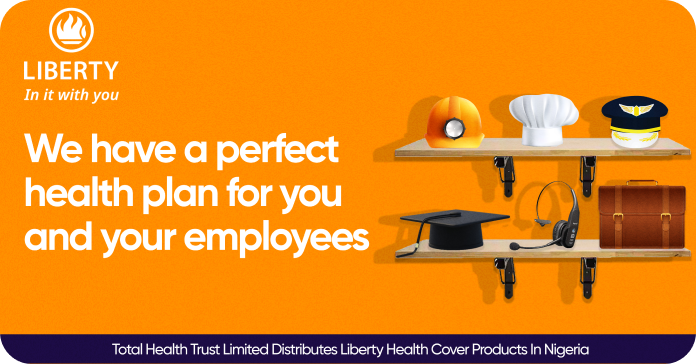 LIBERTY
In it with you
We have a perfect
health plan for you
and your employees
Total Health Trust Limited Distributes Liberty Health Cover Products In Nigeria